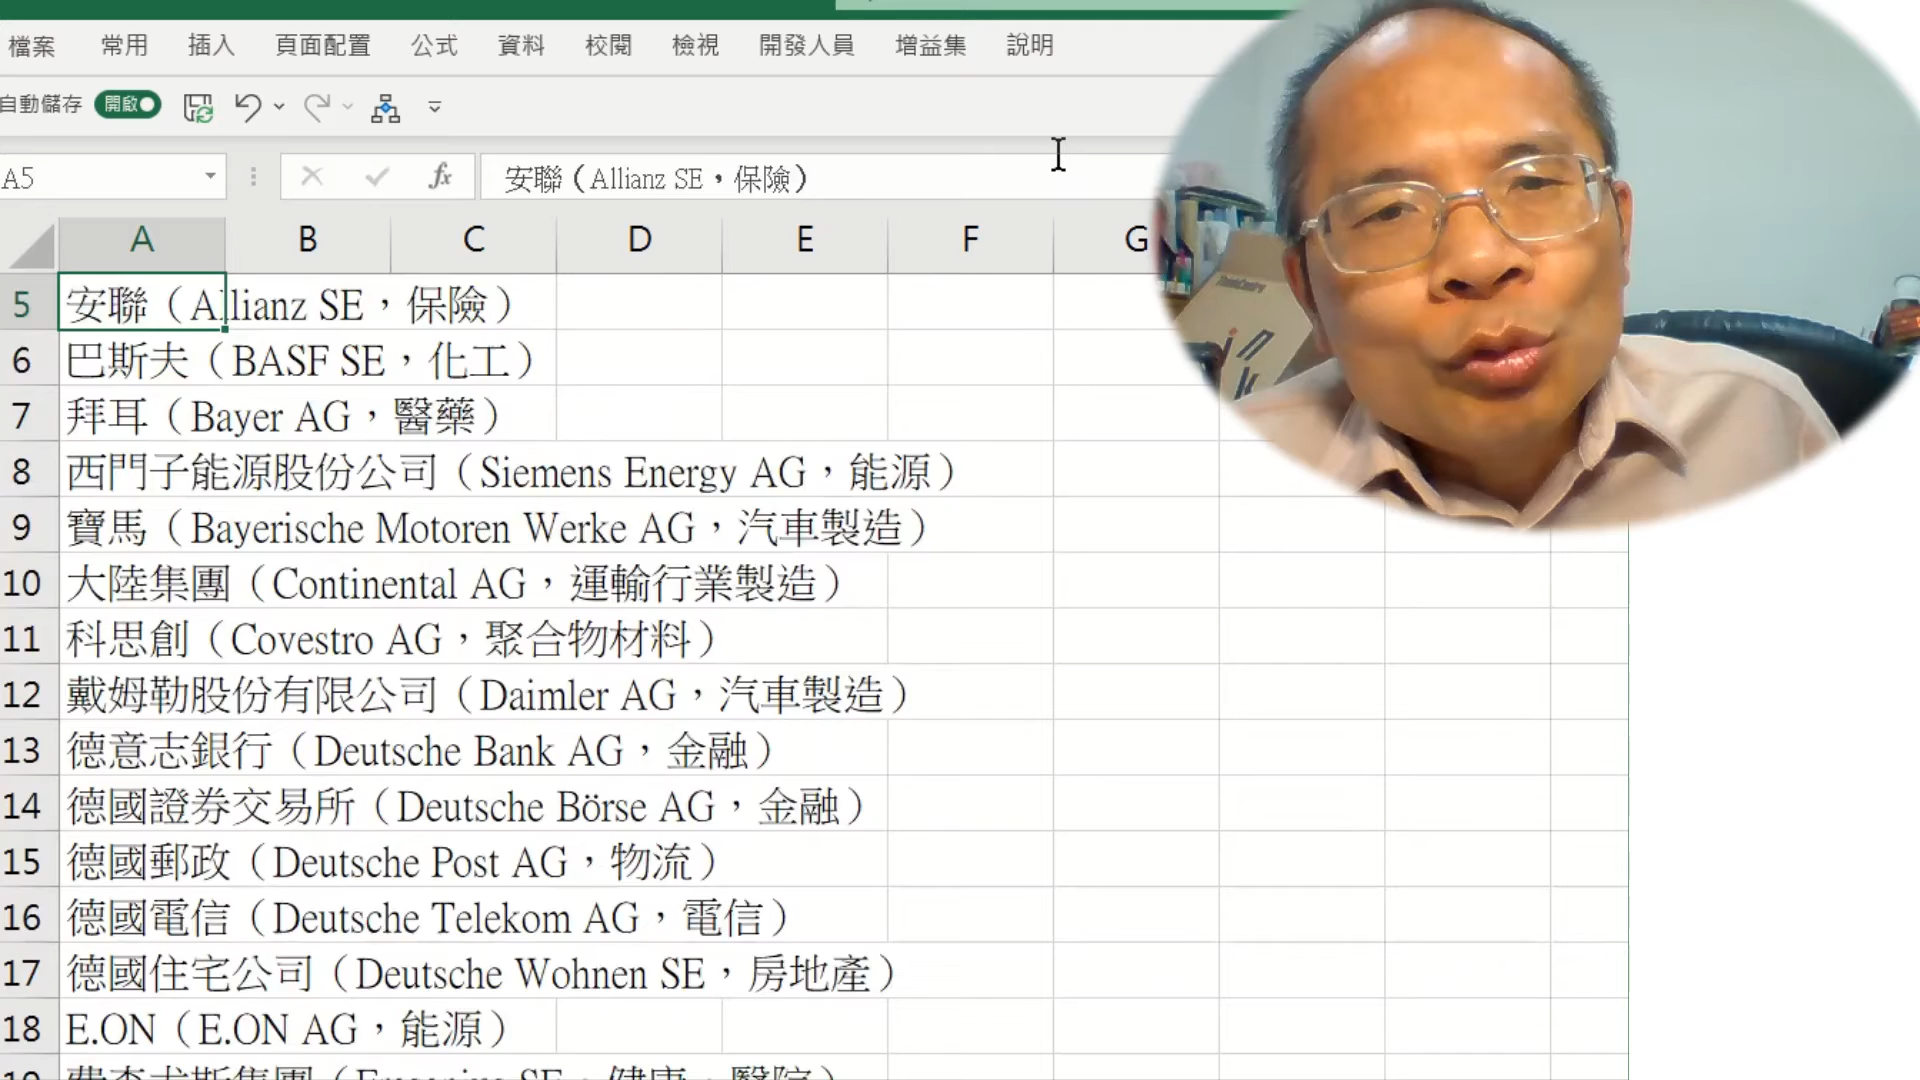 檔案 常用 插入 頁面配置 公式 資料 校閱 檢視 開發人員 增益集 說明
自動儲存 開啟
A5 fx 安聯（Allianz SE，保險）
A B C D E F G
5 安聯（Allianz SE，保險）
6 巴斯夫（BASF SE，化工）
7 拜耳（Bayer AG，醫藥）
8 西門子能源股份公司（Siemens Energy AG，能源）
9 寶馬（Bayerische Motoren Werke AG，汽車製造）
10 大陸集團（Continental AG，運輸行業製造）
11 科思創（Covestro AG，聚合物材料）
12 戴姆勒股份有限公司（Daimler AG，汽車製造）
13 德意志銀行（Deutsche Bank AG，金融）
14 德國證券交易所（Deutsche Börse AG，金融）
15 德國郵政（Deutsche Post AG，物流）
16 德國電信（Deutsche Telekom AG，電信）
17 德國住宅公司（Deutsche Wohnen SE，房地產）
18 E.ON（E.ON AG，能源）